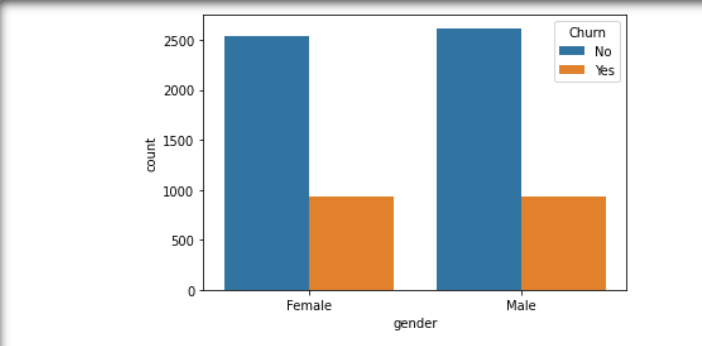 2500
2000
1500
1000
500
0
count
Churn
No
Yes
Female Male
gender